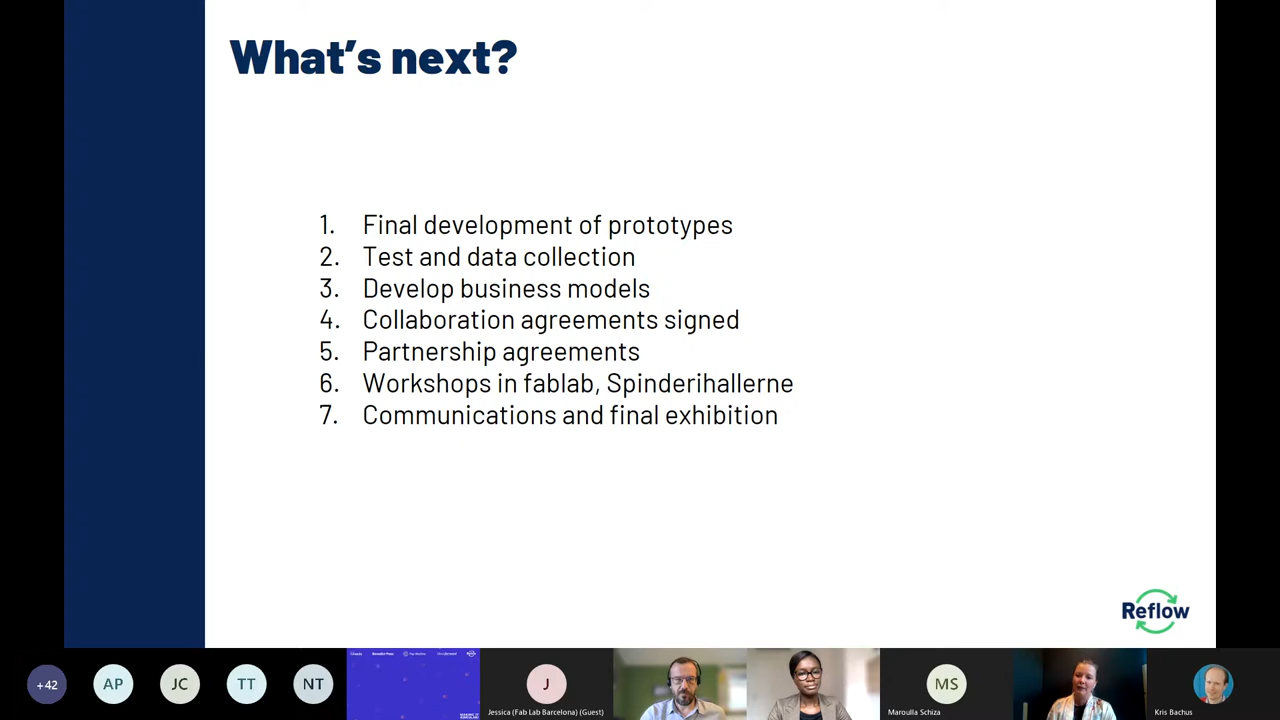 What's next?
1. Final development of prototypes
2. Test and data collection
3. Develop business models
4. Collaboration agreements signed
5. Partnership agreements
6. Workshops in fablab, Spinderihallerne
7. Communications and final exhibition
Reflow
+42
AP
JC
TT
NT
J
Jessica (Fab Lab Barcelona) (Guest)
MS
Maroulla Schiza
Kris Bachus